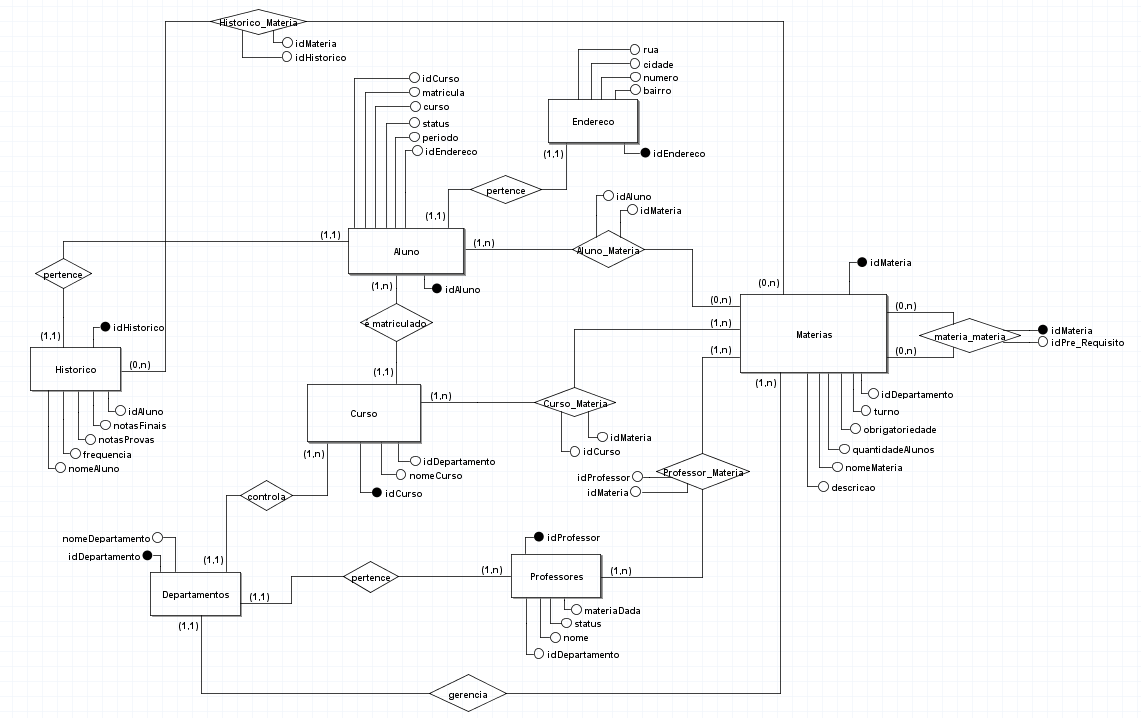 Historico_Materia
idMateria
idHistorico
rua
cidade
numero
bairro
Endereco
(1,1)
idEndereco
idCurso
matricula
curso
status
periodo
idEndereco
pertence
(1,1)
(1,1)
Aluno
(1,n)
(1,n)
idAluno
idAluno
idMateria
Aluno_Materia
(0,n)
(0,n)
(1,n)
(1,n)
(1,n)
Materias
idMateria
(0,n)
(0,n)
materia_materia
idMateria
idPre_Requisito
idDepartamento
turno
obrigatoriedade
quantidadeAlunos
nomeMateria
descricao
pertence
(1,1)
idHistorico
Historico
(0,n)
idAluno
notasFinais
notasProvas
frequencia
nomeAluno
é matriculado
(1,1)
Curso
(1,n)
(1,n)
idDepartamento
nomeCurso
idCurso
Curso_Materia
idMateria
idCurso
Professor_Materia
idProfessor
idMateria
controla
nomeDepartamento
idDepartamento
(1,1)
Departamentos
(1,1)
(1,1)
pertence
(1,n)
idProfessor
Professores
(1,n)
materiaDada
status
nome
idDepartamento
gerencia